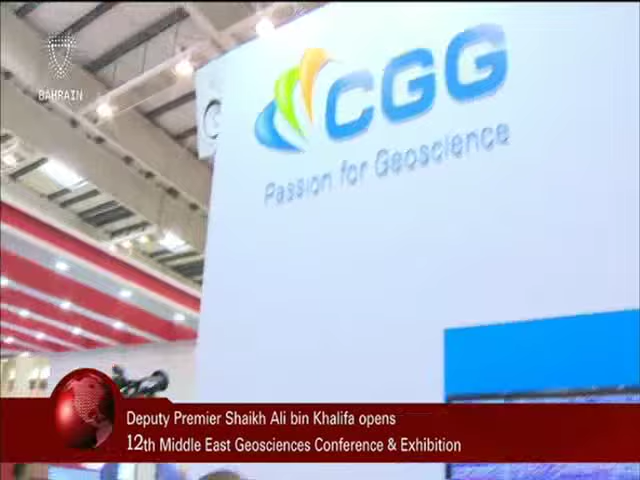 BAHRAIN
CGG
Passion for Geoscience
Deputy Premier Shaikh Ali bin Khalifa opens
12th Middle East Geosciences Conference & Exhibition